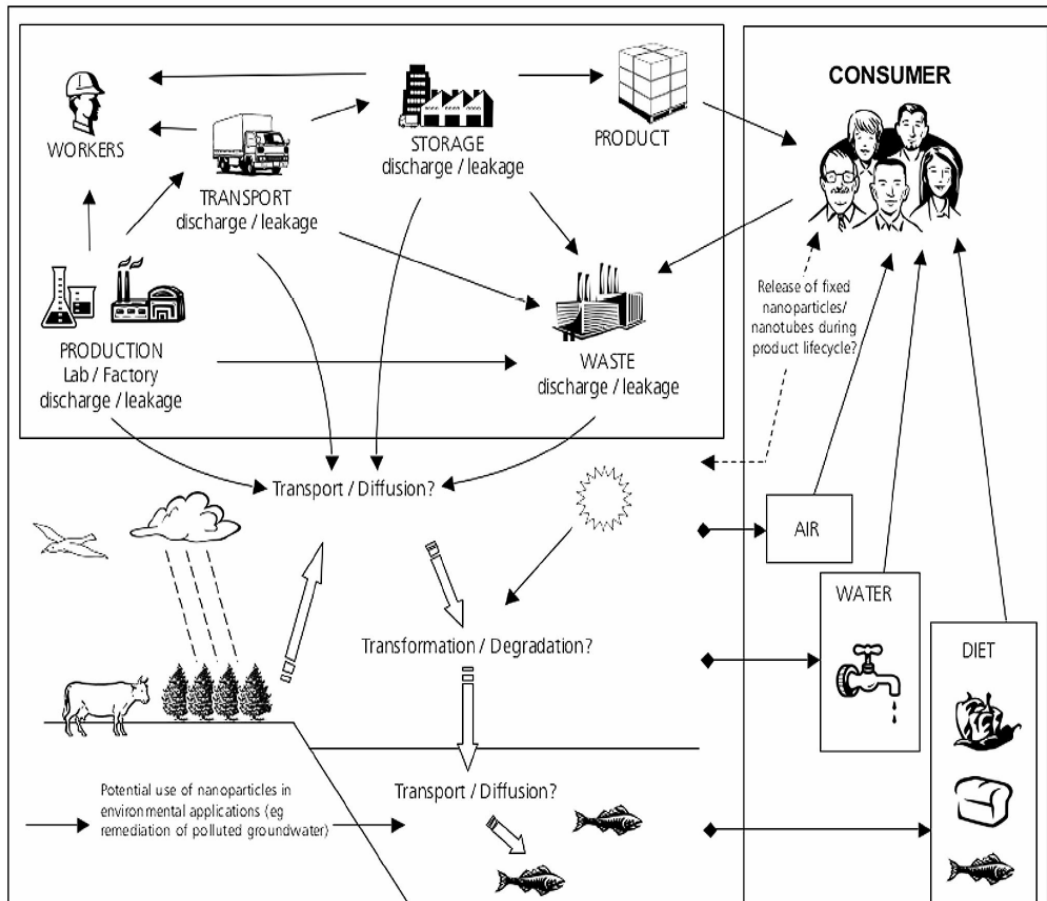 CONSUMER
WORKERS
TRANSPORT
discharge / leakage
STORAGE
discharge / leakage
PRODUCT
PRODUCTION
Lab / Factory
discharge / leakage
WASTE
discharge / leakage
Release of fixed
nanoparticles/
nanotubes during
product lifecycle?
Transport / Diffusion?
AIR
WATER
Transformation / Degradation?
DIET
Potential use of nanoparticles in
environmental applications (eg
remediation of polluted groundwater)
Transport / Diffusion?